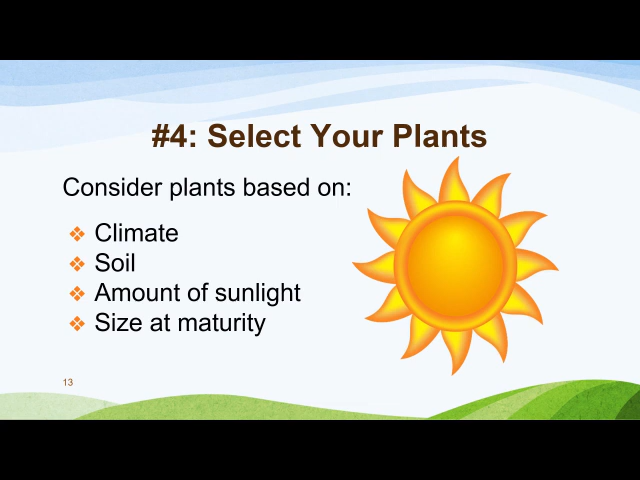 #4: Select Your Plants
Consider plants based on:
❖ Climate
❖ Soil
❖ Amount of sunlight
❖ Size at maturity
13